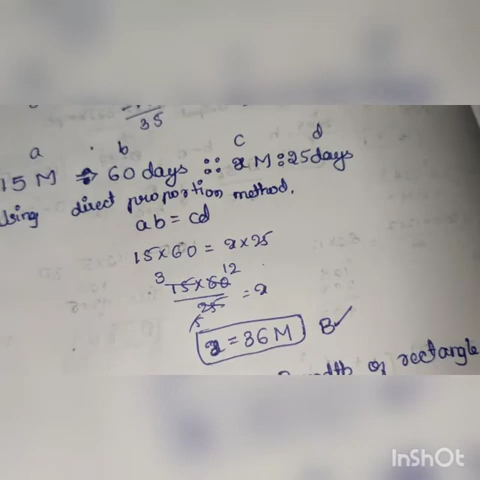 35
a b c d
15 M → 60 days :: x M : 25 days
Using direct proportion method.
ab = cd
15 × 60 = x × 25
3 12
15 × 60
25 = x
5
x = 36 M B ✓
of rectangle
InShOt